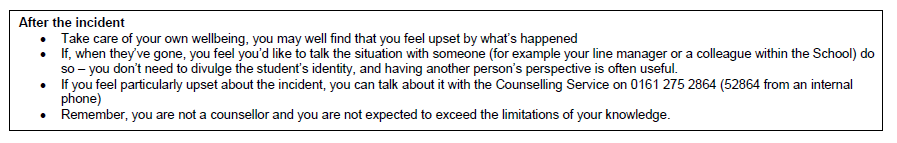 After the incident
• Take care of your own wellbeing, you may well find that you feel upset by what's happened
• If, when they've gone, you feel you'd like to talk the situation with someone (for example your line manager or a colleague within the School) do
so – you don't need to divulge the student's identity, and having another person's perspective is often useful.
• If you feel particularly upset about the incident, you can talk about it with the Counselling Service on 0161 275 2864 (52864 from an internal
phone)
• Remember, you are not a counsellor and you are not expected to exceed the limitations of your knowledge.